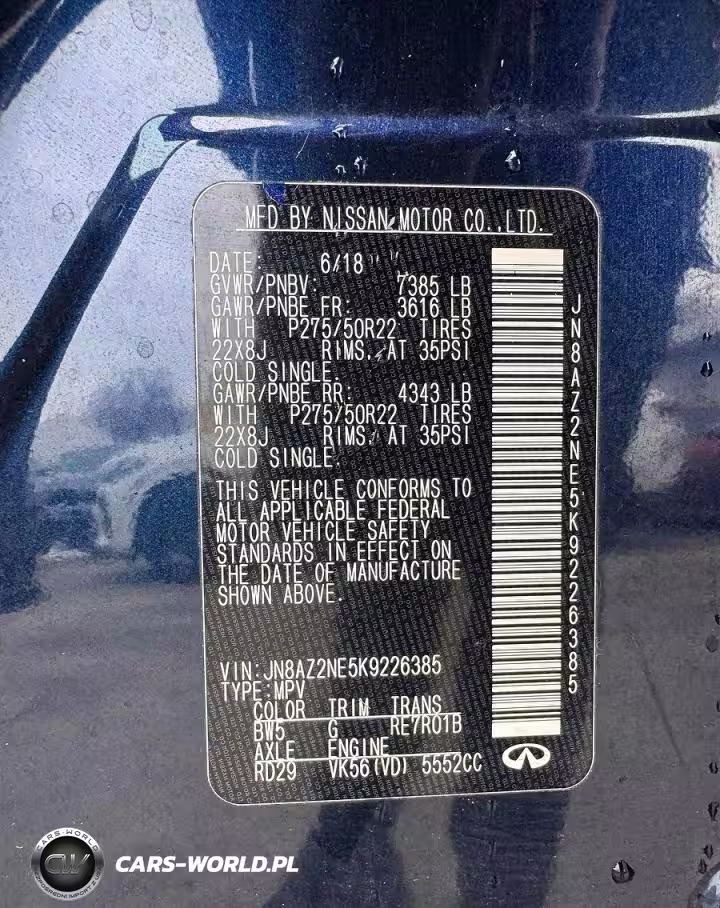 MFD BY NISSAN MOTOR CO.,LTD.
DATE: 6/18
GVWR/PNBV: 7385 LB
GAWR/PNBE FR: 3616 LB
WITH P275/50R22 TIRES
22X8J RIMS. AT 35PSI
COLD SINGLE.
GAWR/PNBE RR: 4343 LB
WITH P275/50R22 TIRES
22X8J RIMS. AT 35PSI
COLD SINGLE.
THIS VEHICLE CONFORMS TO
ALL APPLICABLE FEDERAL
MOTOR VEHICLE SAFETY
STANDARDS IN EFFECT ON
THE DATE OF MANUFACTURE
SHOWN ABOVE.
VIN:JN8AZ2NE5K9226385
TYPE:MPV
COLOR TRIM TRANS
BW5 G RE7R01B
AXLE ENGINE
RD29 VK56(VD) 5552CC
JN8AZ2NE5K9226385
CARS-WORLD
CW
CARS-WORLD.PL